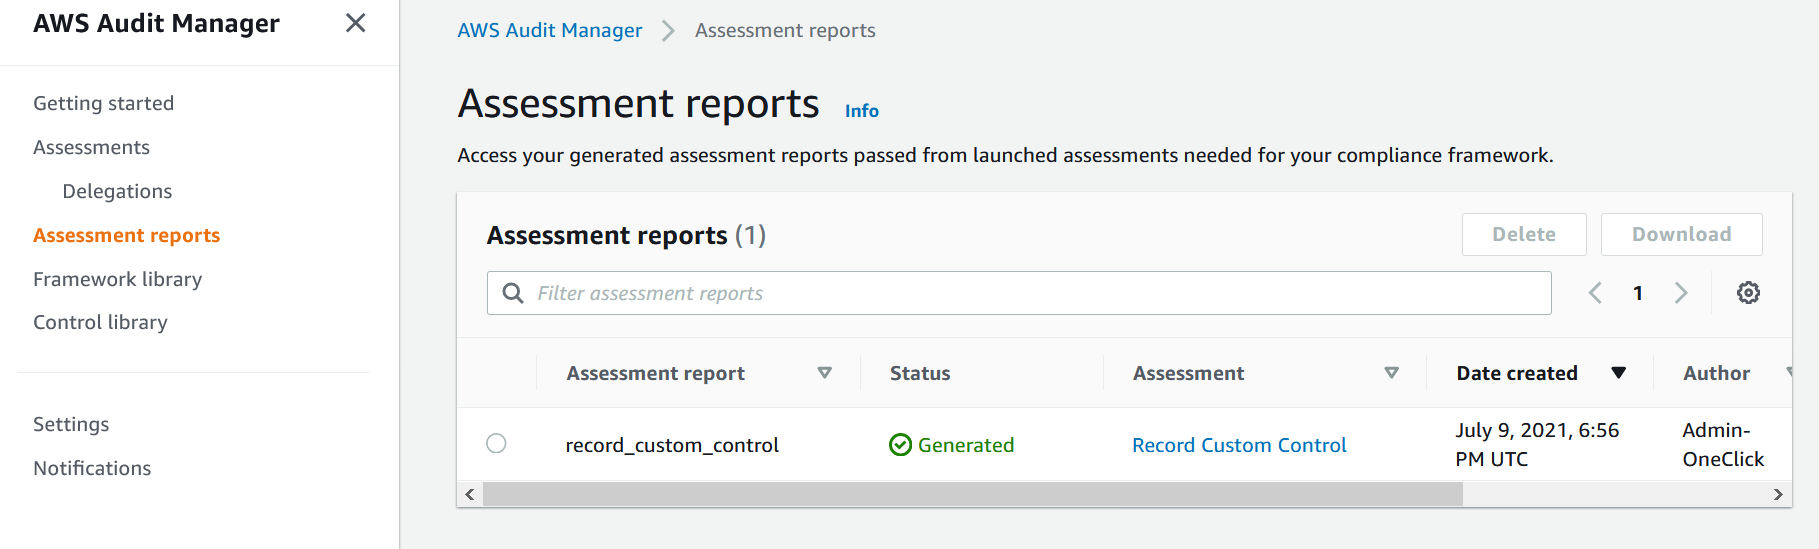 AWS Audit Manager
Getting started
Assessments
Delegations
Assessment reports
Framework library
Control library
Settings
Notifications
AWS Audit Manager > Assessment reports
Assessment reports Info
Access your generated assessment reports passed from launched assessments needed for your compliance framework.
Assessment reports (1) Delete Download
Filter assessment reports 1
Assessment report Status Assessment Date created Author
record_custom_control Generated Record Custom Control July 9, 2021, 6:56 PM UTC Admin-OneClick